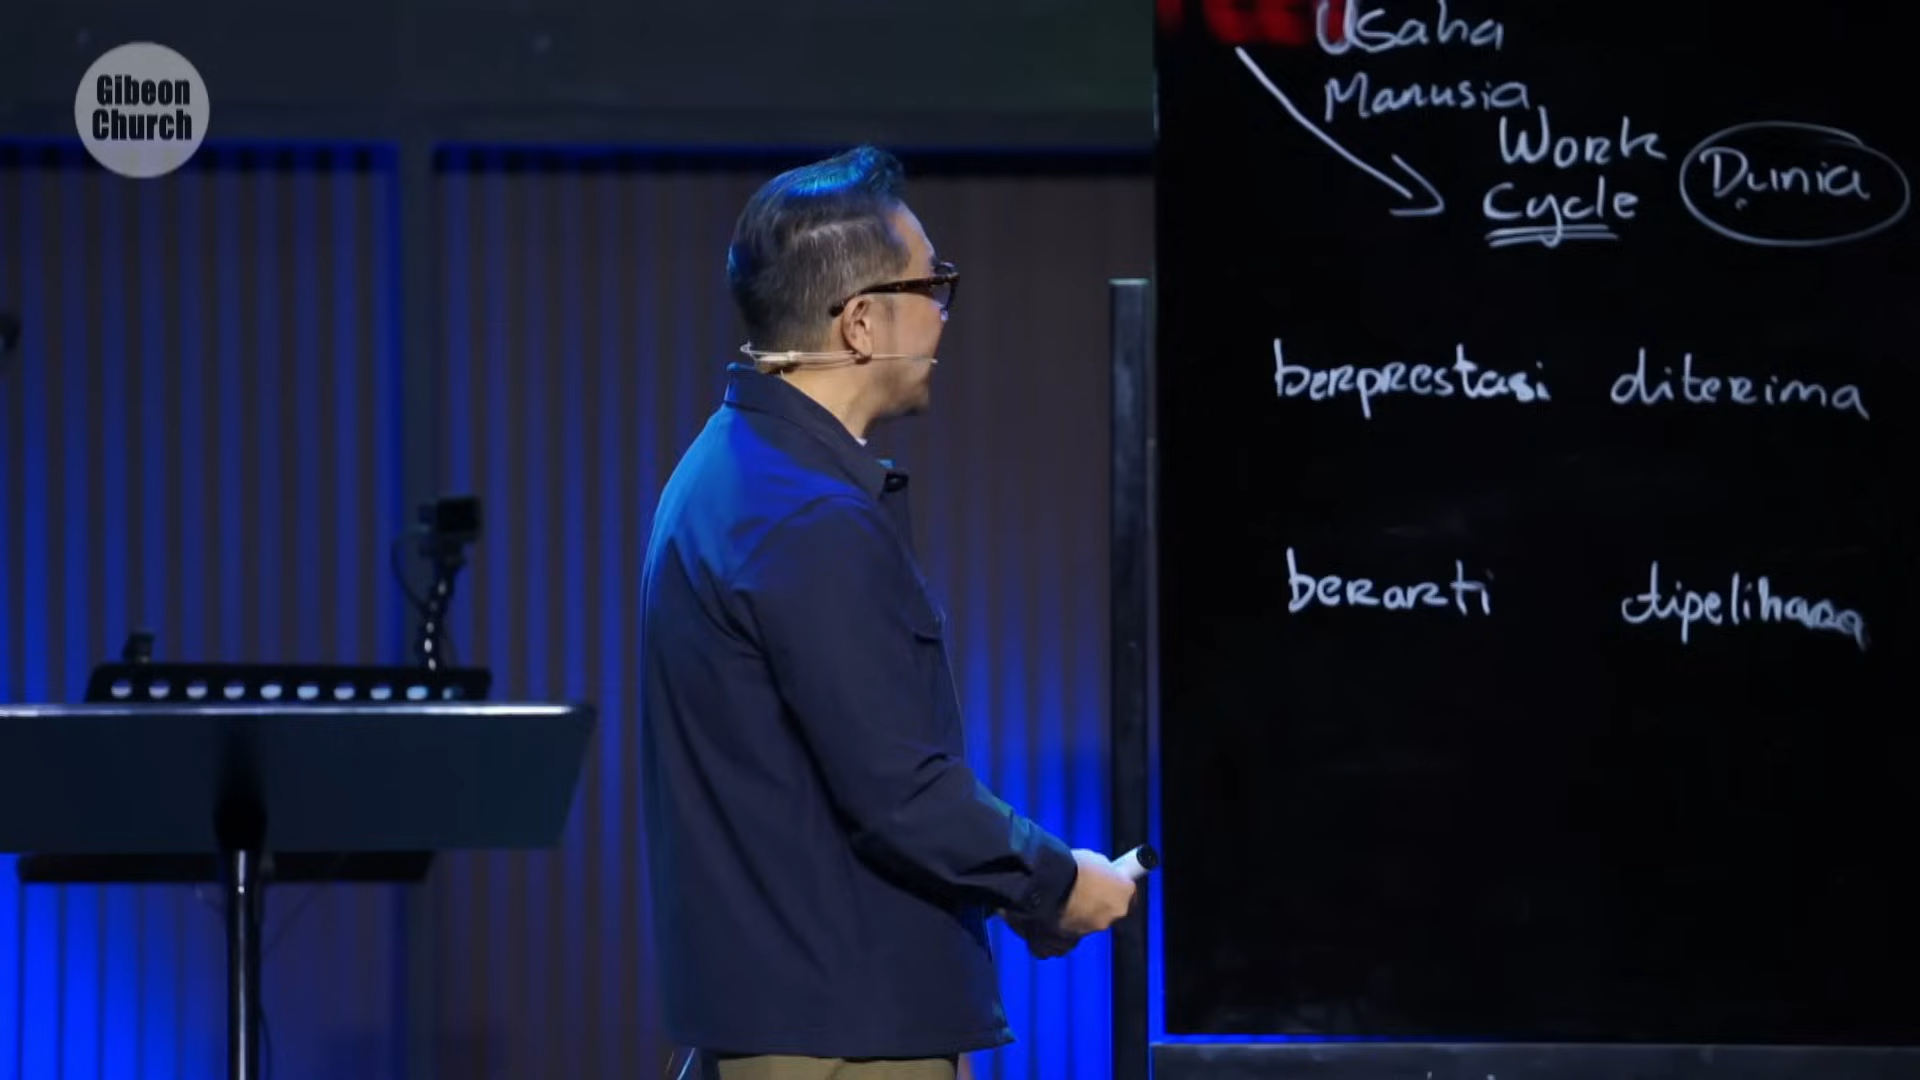 Gibeon
Church
Usaha
Manusia
Work
Cycle
Dunia
berprestasi diterima
berarti dipelihara